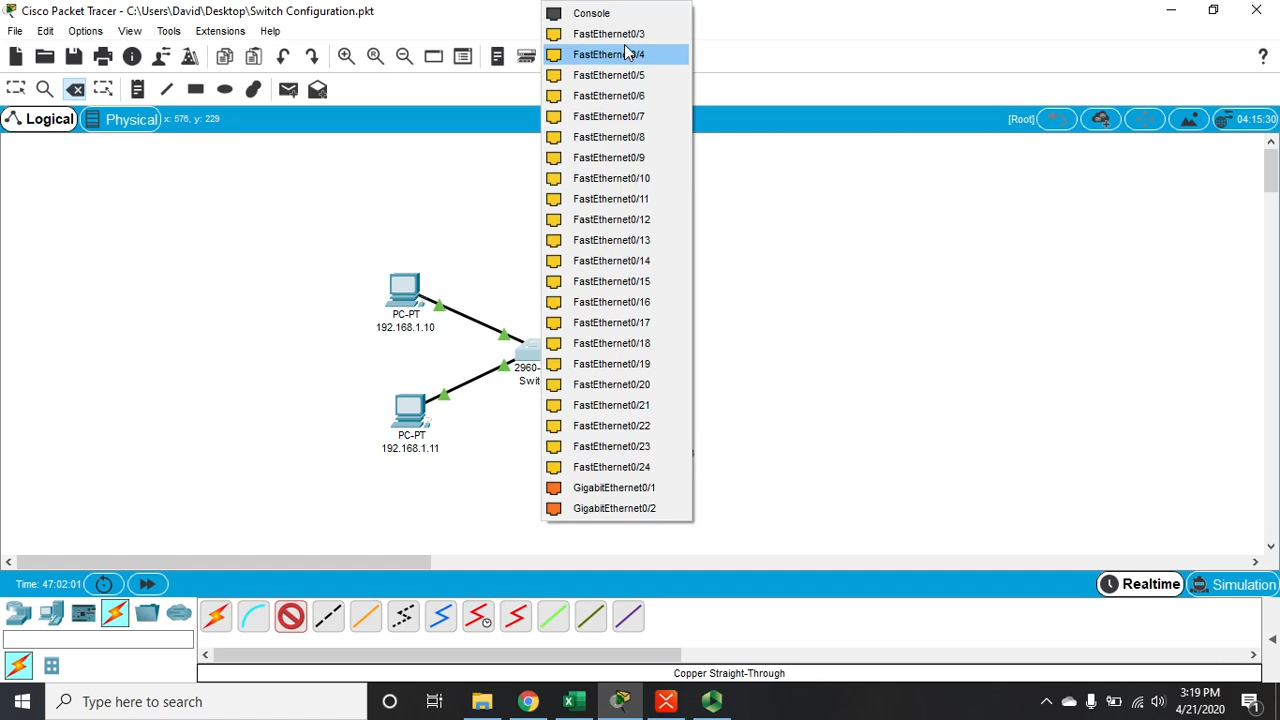 Cisco Packet Tracer - C:\Users\David\Desktop\Switch Configuration.pkt
File Edit Options View Tools Extensions Help
Logical
Physical
x: 576, y: 229
[Root]
04:15:30
Console
FastEthernet0/3
FastEthernet0/4
FastEthernet0/5
FastEthernet0/6
FastEthernet0/7
FastEthernet0/8
FastEthernet0/9
FastEthernet0/10
FastEthernet0/11
FastEthernet0/12
FastEthernet0/13
FastEthernet0/14
FastEthernet0/15
FastEthernet0/16
FastEthernet0/17
FastEthernet0/18
FastEthernet0/19
FastEthernet0/20
FastEthernet0/21
FastEthernet0/22
FastEthernet0/23
FastEthernet0/24
GigabitEthernet0/1
GigabitEthernet0/2
PC-PT
192.168.1.10
2960-
Swit
PC-PT
192.168.1.11
Time: 47:02:01
Realtime
Simulation
Copper Straight-Through
Type here to search
3:19 PM
4/21/2020
1